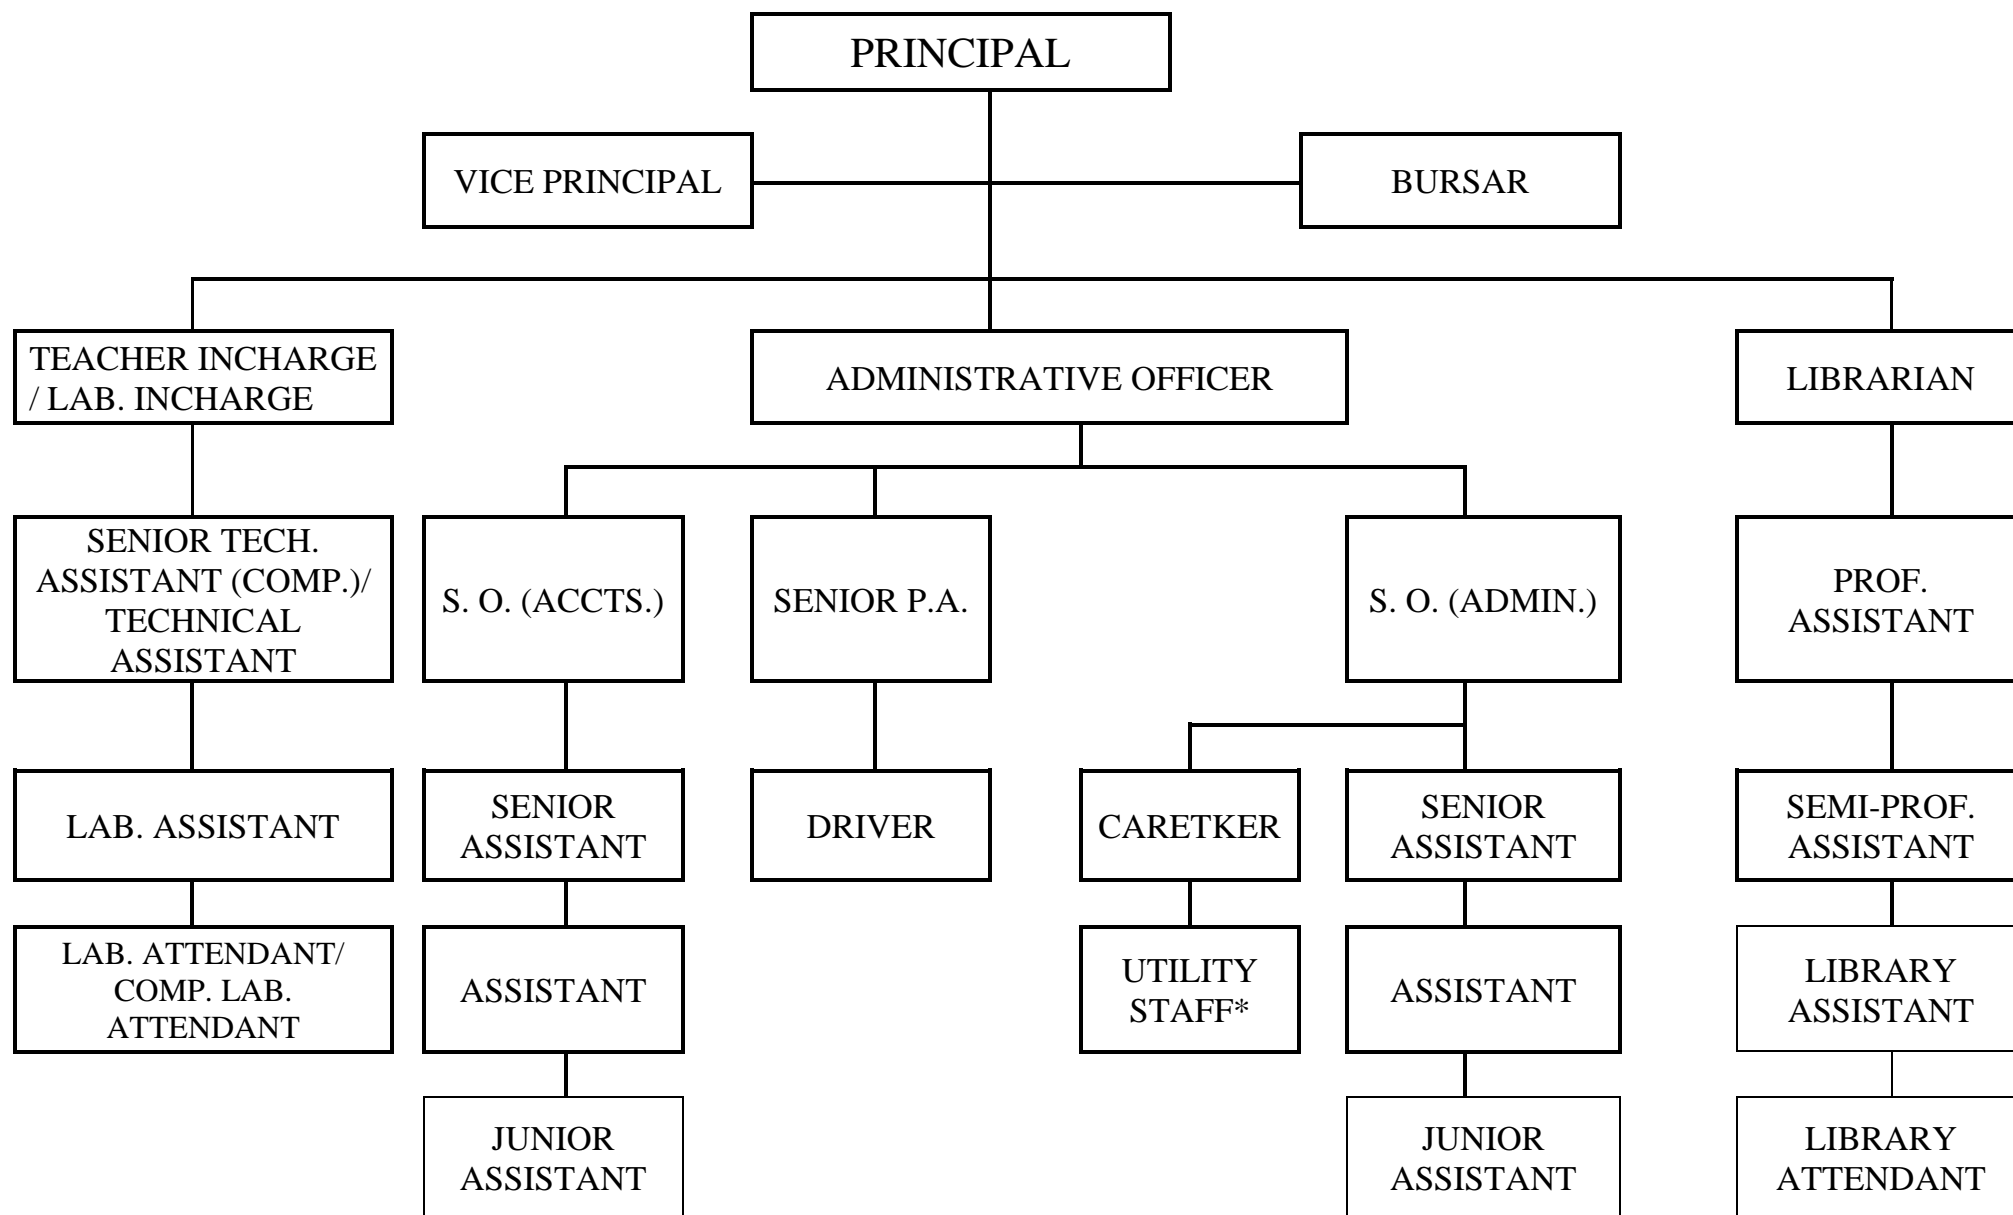 PRINCIPAL
VICE PRINCIPAL
BURSAR
TEACHER INCHARGE
/ LAB. INCHARGE
ADMINISTRATIVE OFFICER
LIBRARIAN
SENIOR TECH.
ASSISTANT (COMP.)/
TECHNICAL
ASSISTANT
S. O. (ACCTS.)
SENIOR P.A.
S. O. (ADMIN.)
PROF.
ASSISTANT
LAB. ASSISTANT
SENIOR
ASSISTANT
DRIVER
CARETKER
SENIOR
ASSISTANT
SEMI-PROF.
ASSISTANT
LAB. ATTENDANT/
COMP. LAB.
ATTENDANT
ASSISTANT
UTILITY
STAFF*
ASSISTANT
LIBRARY
ASSISTANT
JUNIOR
ASSISTANT
JUNIOR
ASSISTANT
LIBRARY
ATTENDANT